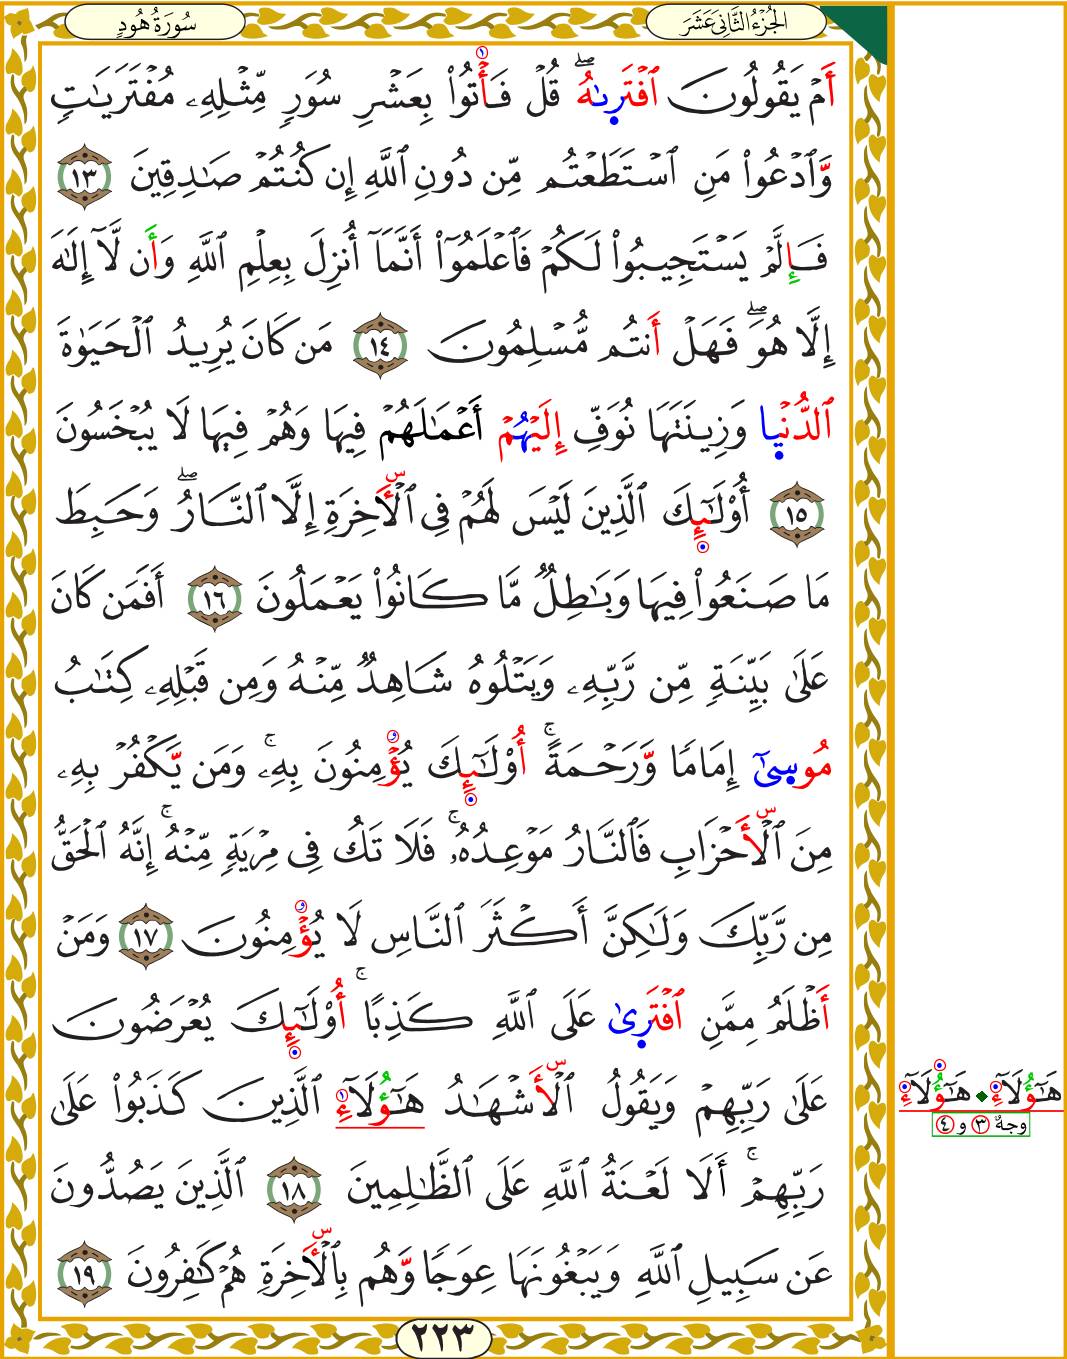 الجُزْءُ الثَّانِيَ عَشَرَ
سُورَةُ هُودٍ
أَمۡ يَقُولُونَ ٱفۡتَرَىٰهُۖ قُلۡ فَأۡتُواْ بِعَشۡرِ سُوَرٖ مِّثۡلِهِۦ مُفۡتَرَيَٰتٖ
وَّٱدۡعُواْ مَنِ ٱسۡتَطَعۡتُم مِّن دُونِ ٱللَّهِ إِن كُنتُمۡ صَٰدِقِينَ ١٣
فَإِلَّمۡ يَسۡتَجِيبُواْ لَكُمۡ فَٱعۡلَمُوٓاْ أَنَّمَآ أُنزِلَ بِعِلۡمِ ٱللَّهِ وَأَن لَّآ إِلَٰهَ
إِلَّا هُوَۖ فَهَلۡ أَنتُم مُّسۡلِمُونَ ١٤ مَن كَانَ يُرِيدُ ٱلۡحَيَوٰةَ
ٱلدُّنۡيَا وَزِينَتَهَا نُوَفِّ إِلَيۡهُمۡ أَعۡمَٰلَهُمۡ فِيهَا وَهُمۡ فِيهَا لَا يُبۡخَسُونَ
١٥ أُوْلَٰٓئِكَ ٱلَّذِينَ لَيۡسَ لَهُمۡ فِي ٱلۡأٓخِرَةِ إِلَّا ٱلنَّارُۖ وَحَبِطَ
مَا صَنَعُواْ فِيهَا وَبَٰطِلٞ مَّا كَانُواْ يَعۡمَلُونَ ١٦ أَفَمَن كَانَ
عَلَىٰ بَيِّنَةٖ مِّن رَّبِّهِۦ وَيَتۡلُوهُ شَاهِدٞ مِّنۡهُ وَمِن قَبۡلِهِۦ كِتَٰبُ
مُوسَىٰٓ إِمَامٗا وَّرَحۡمَةًۚ أُوْلَٰٓئِكَ يُؤۡمِنُونَ بِهِۦۚ وَمَن يَّكۡفُرۡ بِهِۦ
مِنَ ٱلۡأَحۡزَابِ فَٱلنَّارُ مَوۡعِدُهُۥۚ فَلَا تَكُ فِي مِرۡيَةٖ مِّنۡهُۚ إِنَّهُ ٱلۡحَقُّ
مِن رَّبِّكَ وَلَٰكِنَّ أَكۡثَرَ ٱلنَّاسِ لَا يُؤۡمِنُونَ ١٧ وَمَنۡ
أَظۡلَمُ مِمَّنِ ٱفۡتَرَىٰ عَلَى ٱللَّهِ كَذِبًاۚ أُوْلَٰٓئِكَ يُعۡرَضُونَ
عَلَىٰ رَبِّهِمۡ وَيَقُولُ ٱلۡأَشۡهَٰدُ هَٰٓؤُلَآءِ ٱلَّذِينَ كَذَبُواْ عَلَىٰ
رَبِّهِمۡۚ أَلَا لَعۡنَةُ ٱللَّهِ عَلَى ٱلظَّٰلِمِينَ ١٨ ٱلَّذِينَ يَصُدُّونَ
عَن سَبِيلِ ٱللَّهِ وَيَبۡغُونَهَا عِوَجٗا وَّهُم بِٱلۡأٓخِرَةِ هُمۡ كَٰفِرُونَ ١٩
هَٰٓؤُلَآءِ ◆ هَٰٓؤُلَآءِ
وجهُ ٣ و ٤
٢٢٣